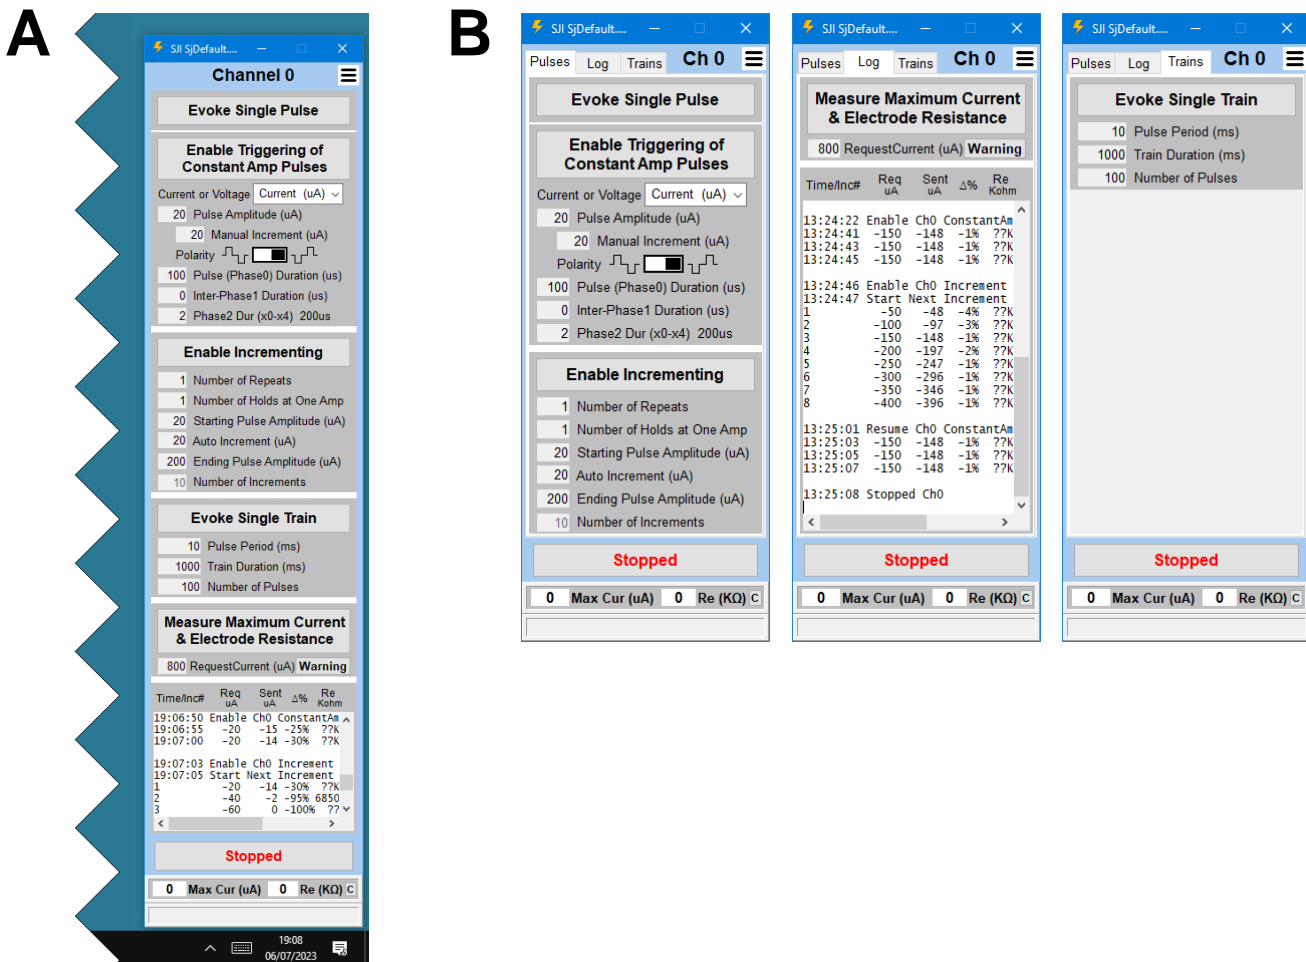 A
SJI SjDefault....
Channel 0
Evoke Single Pulse
Enable Triggering of
Constant Amp Pulses
Current or Voltage Current (uA)
20 Pulse Amplitude (uA)
20 Manual Increment (uA)
Polarity
100 Pulse (Phase0) Duration (us)
0 Inter-Phase1 Duration (us)
2 Phase2 Dur (x0-x4) 200us
Enable Incrementing
1 Number of Repeats
1 Number of Holds at One Amp
20 Starting Pulse Amplitude (uA)
20 Auto Increment (uA)
200 Ending Pulse Amplitude (uA)
10 Number of Increments
Evoke Single Train
10 Pulse Period (ms)
1000 Train Duration (ms)
100 Number of Pulses
Measure Maximum Current
& Electrode Resistance
800 RequestCurrent (uA) Warning
Time/Inc# Req uA Sent uA Δ% Re Kohm
19:06:50 Enable Ch0 ConstantAm
19:06:55 -20 -15 -25% ??K
19:07:00 -20 -14 -30% ??K
19:07:03 Enable Ch0 Increment
19:07:05 Start Next Increment
1 -20 -14 -30% ??K
2 -40 -2 -95% 6850
3 -60 0 -100% ??
Stopped
0 Max Cur (uA) 0 Re (KΩ) C
19:08
06/07/2023
B
SJI SjDefault....
Pulses Log Trains Ch 0
Evoke Single Pulse
Enable Triggering of
Constant Amp Pulses
Current or Voltage Current (uA)
20 Pulse Amplitude (uA)
20 Manual Increment (uA)
Polarity
100 Pulse (Phase0) Duration (us)
0 Inter-Phase1 Duration (us)
2 Phase2 Dur (x0-x4) 200us
Enable Incrementing
1 Number of Repeats
1 Number of Holds at One Amp
20 Starting Pulse Amplitude (uA)
20 Auto Increment (uA)
200 Ending Pulse Amplitude (uA)
10 Number of Increments
Stopped
0 Max Cur (uA) 0 Re (KΩ) C
SJI SjDefault....
Pulses Log Trains Ch 0
Measure Maximum Current
& Electrode Resistance
800 RequestCurrent (uA) Warning
Time/Inc# Req uA Sent uA Δ% Re Kohm
13:24:22 Enable Ch0 ConstantAm
13:24:41 -150 -148 -1% ??K
13:24:43 -150 -148 -1% ??K
13:24:45 -150 -148 -1% ??K
13:24:46 Enable Ch0 Increment
13:24:47 Start Next Increment
1 -50 -48 -4% ??K
2 -100 -97 -3% ??K
3 -150 -148 -1% ??K
4 -200 -197 -2% ??K
5 -250 -247 -1% ??K
6 -300 -296 -1% ??K
7 -350 -346 -1% ??K
8 -400 -396 -1% ??K
13:25:01 Resume Ch0 ConstantAm
13:25:03 -150 -148 -1% ??K
13:25:05 -150 -148 -1% ??K
13:25:07 -150 -148 -1% ??K
13:25:08 Stopped Ch0
Stopped
0 Max Cur (uA) 0 Re (KΩ) C
SJI SjDefault....
Pulses Log Trains Ch 0
Evoke Single Train
10 Pulse Period (ms)
1000 Train Duration (ms)
100 Number of Pulses
Stopped
0 Max Cur (uA) 0 Re (KΩ) C